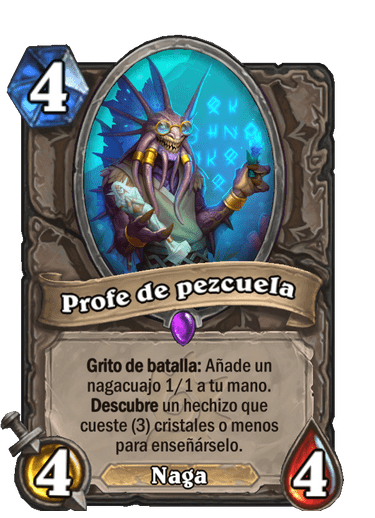 4
Profe de pezcuela
Grito de batalla: Añade un
nagacuajo 1/1 a tu mano.
Descubre un hechizo que
cueste (3) cristales o menos
para enseñárselo.
4
Naga
4